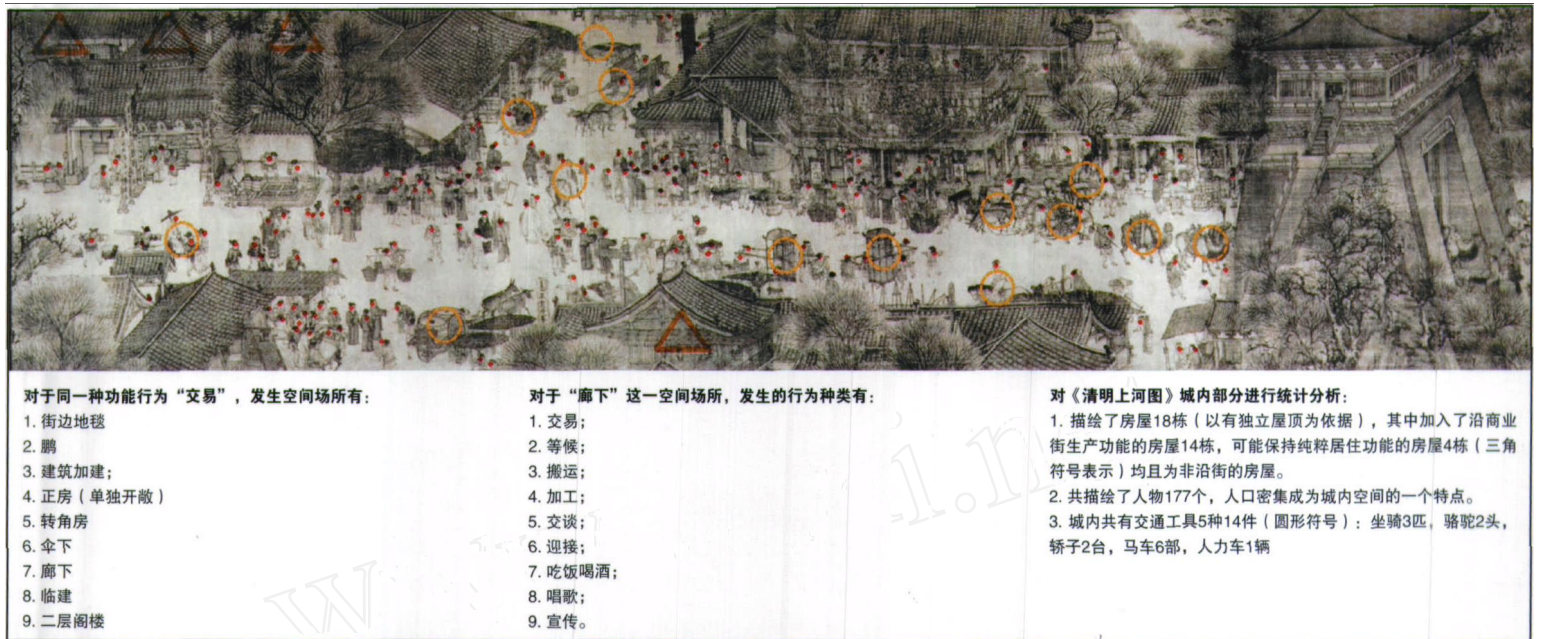 对于同一种功能行为“交易”，发生空间场所有：
1. 街边地毯
2. 鹏
3. 建筑加建；
4. 正房（单独开敞）
5. 转角房
6. 伞下
7. 廊下
8. 临建
9. 二层阁楼
对于“廊下”这一空间场所，发生的行为种类有：
1. 交易；
2. 等候；
3. 搬运；
4. 加工；
5. 交谈；
6. 迎接；
7. 吃饭喝酒；
8. 唱歌；
9. 宣传。
对《清明上河图》城内部分进行统计分析：
1. 描绘了房屋18栋（以有独立屋顶为依据），其中加入了沿商业
街生产功能的房屋14栋，可能保持纯粹居住功能的房屋4栋（三角
符号表示）均且为非沿街的房屋。
2. 共描绘了人物177个，人口密集成为城内空间的一个特点。
3. 城内共有交通工具5种14件（圆形符号）：坐骑3匹，骆驼2头，
轿子2台，马车6部，人力车1辆